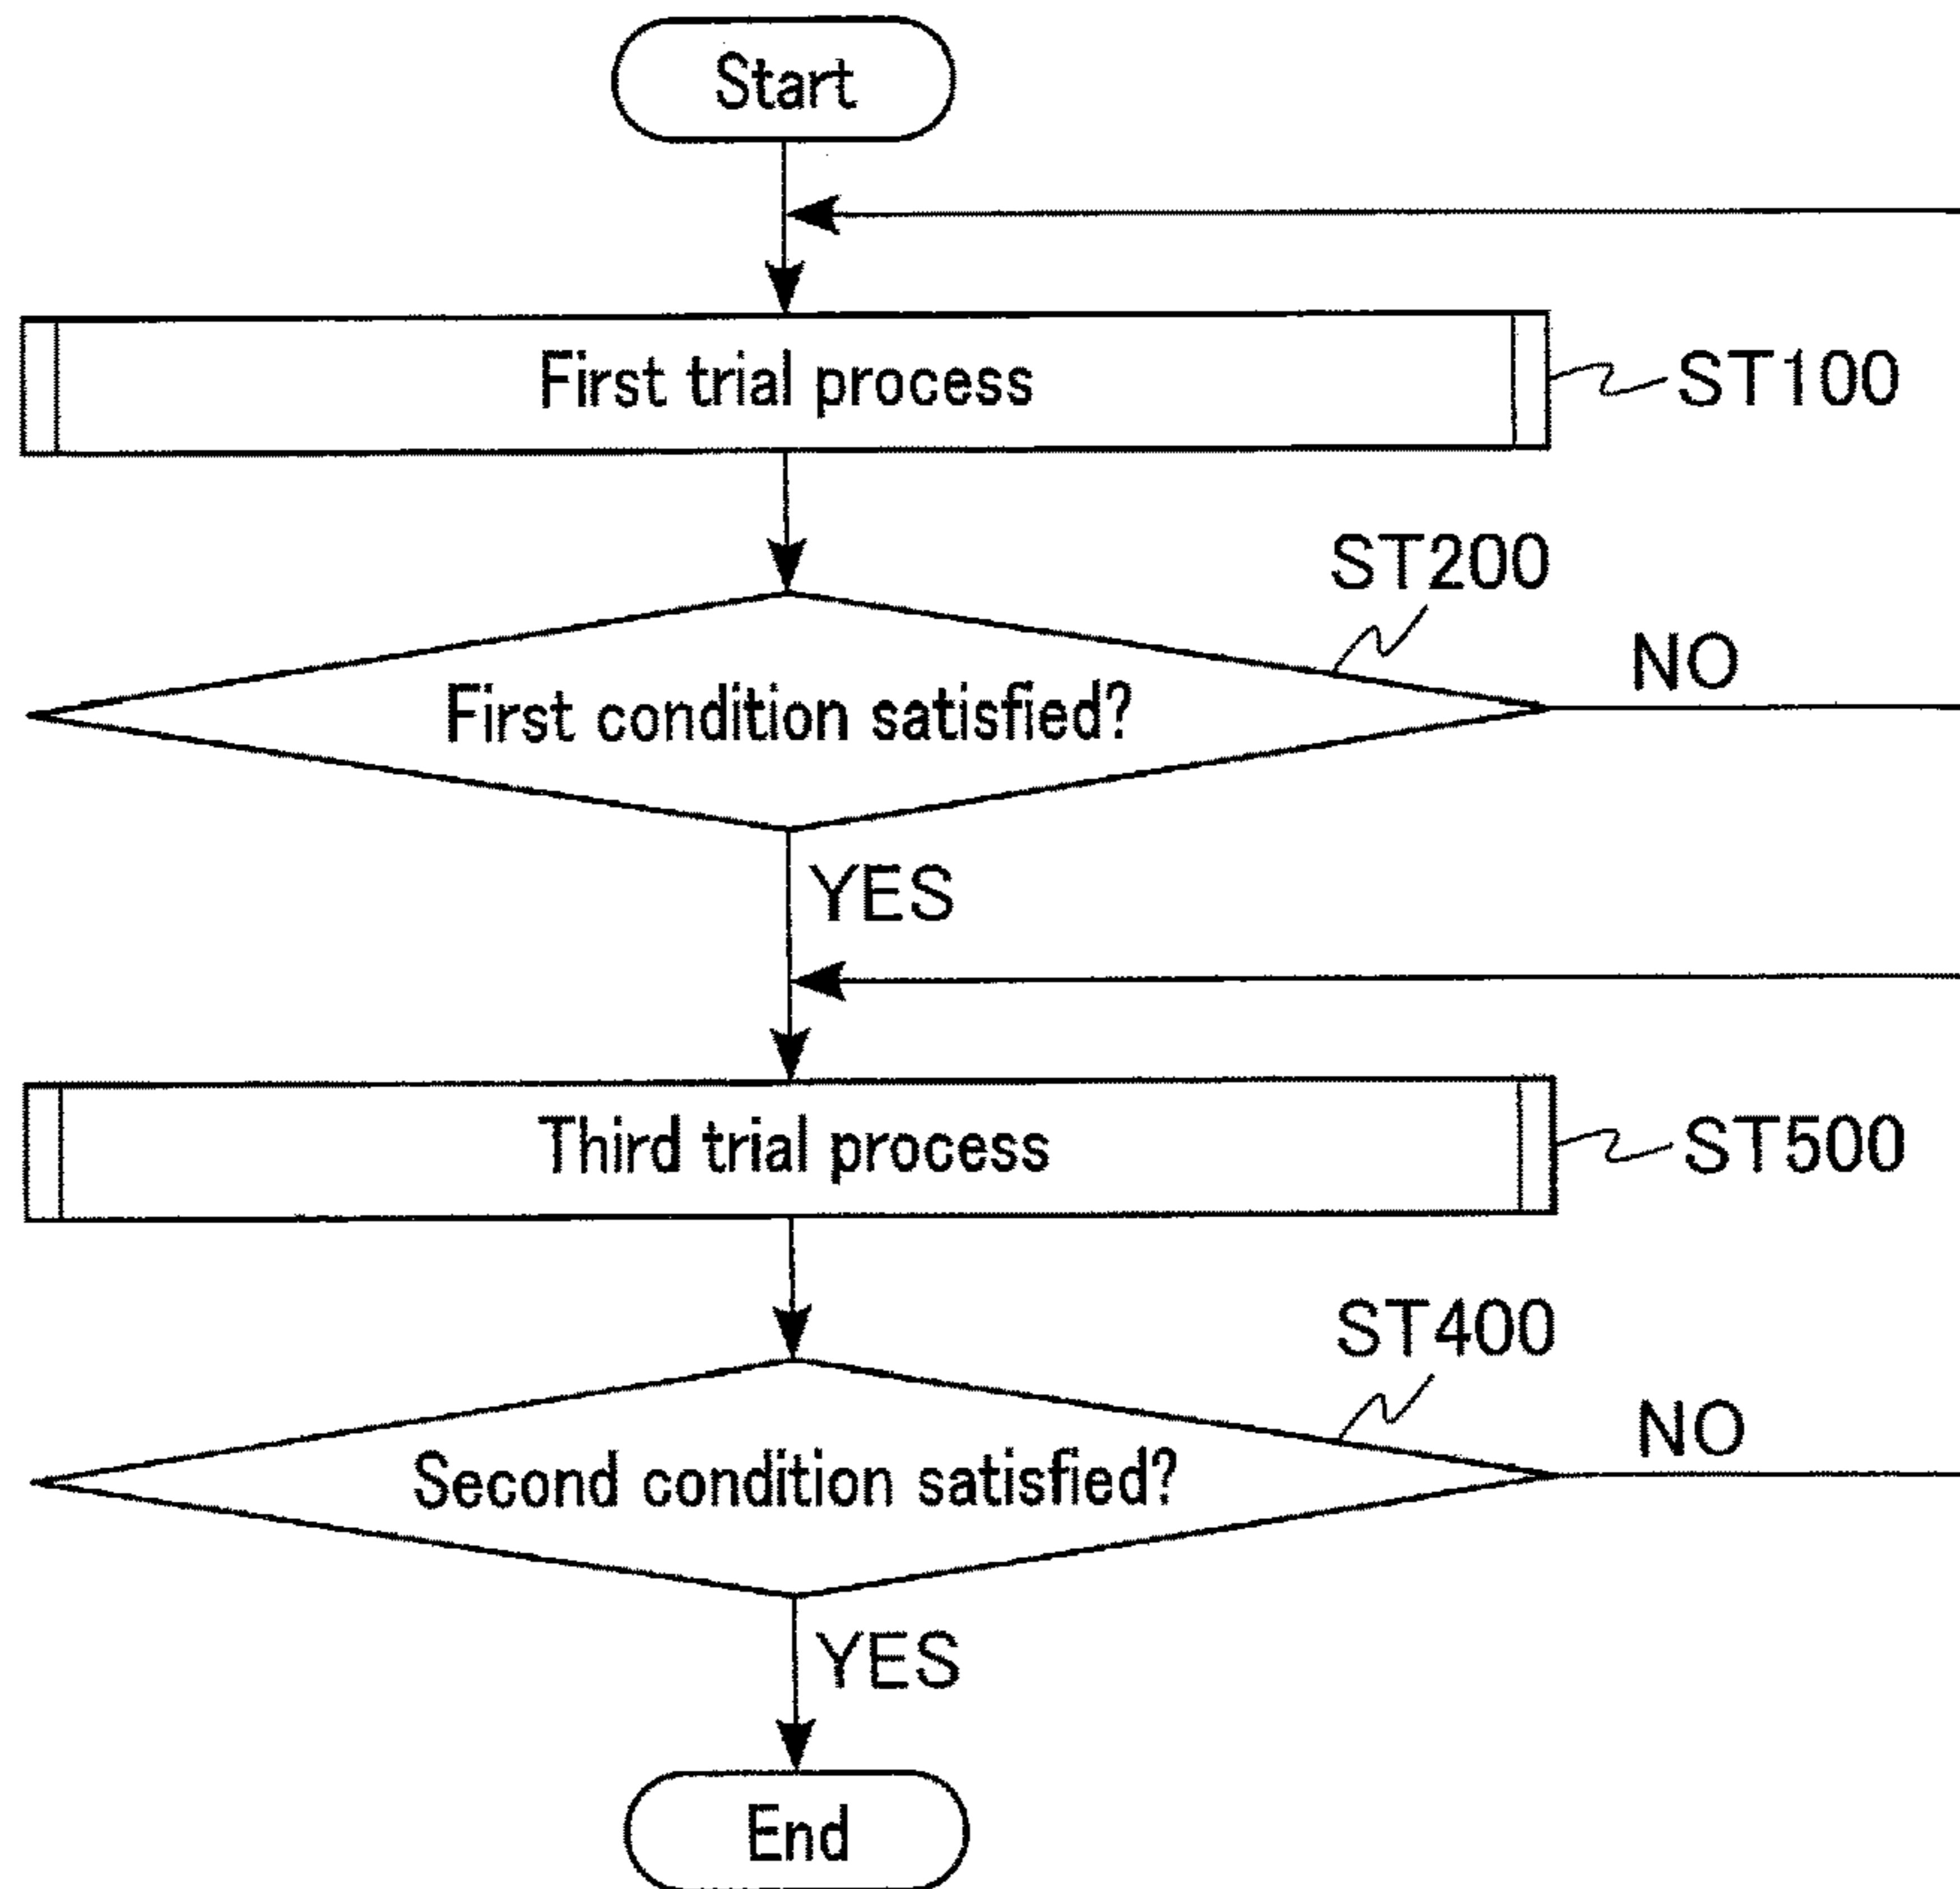 Start
First trial process
ST100
ST200
First condition satisfied?
NO
YES
Third trial process
ST500
ST400
Second condition satisfied?
NO
YES
End